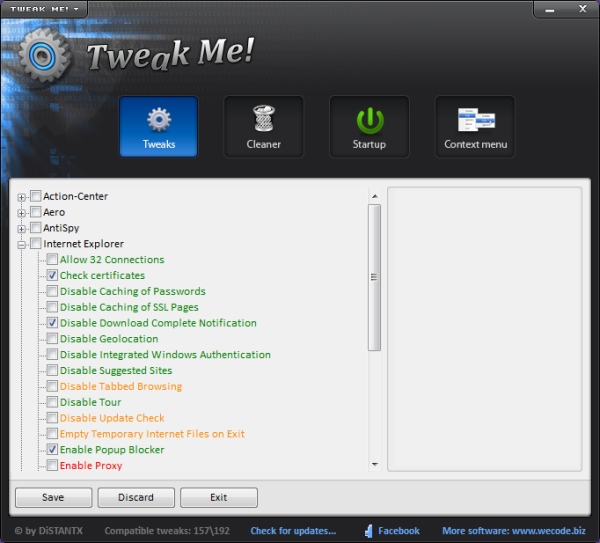 TWEAK ME!
Tweak Me!
Tweaks
Cleaner
Startup
Context menu
Action-Center
Aero
AntiSpy
Internet Explorer
Allow 32 Connections
Check certificates
Disable Caching of Passwords
Disable Caching of SSL Pages
Disable Download Complete Notification
Disable Geolocation
Disable Integrated Windows Authentication
Disable Suggested Sites
Disable Tabbed Browsing
Disable Tour
Disable Update Check
Empty Temporary Internet Files on Exit
Enable Popup Blocker
Enable Proxy
Save
Discard
Exit
© by DiSTANTX
Compatible tweaks: 157\192
Check for updates...
Facebook
More software: www.wecode.biz